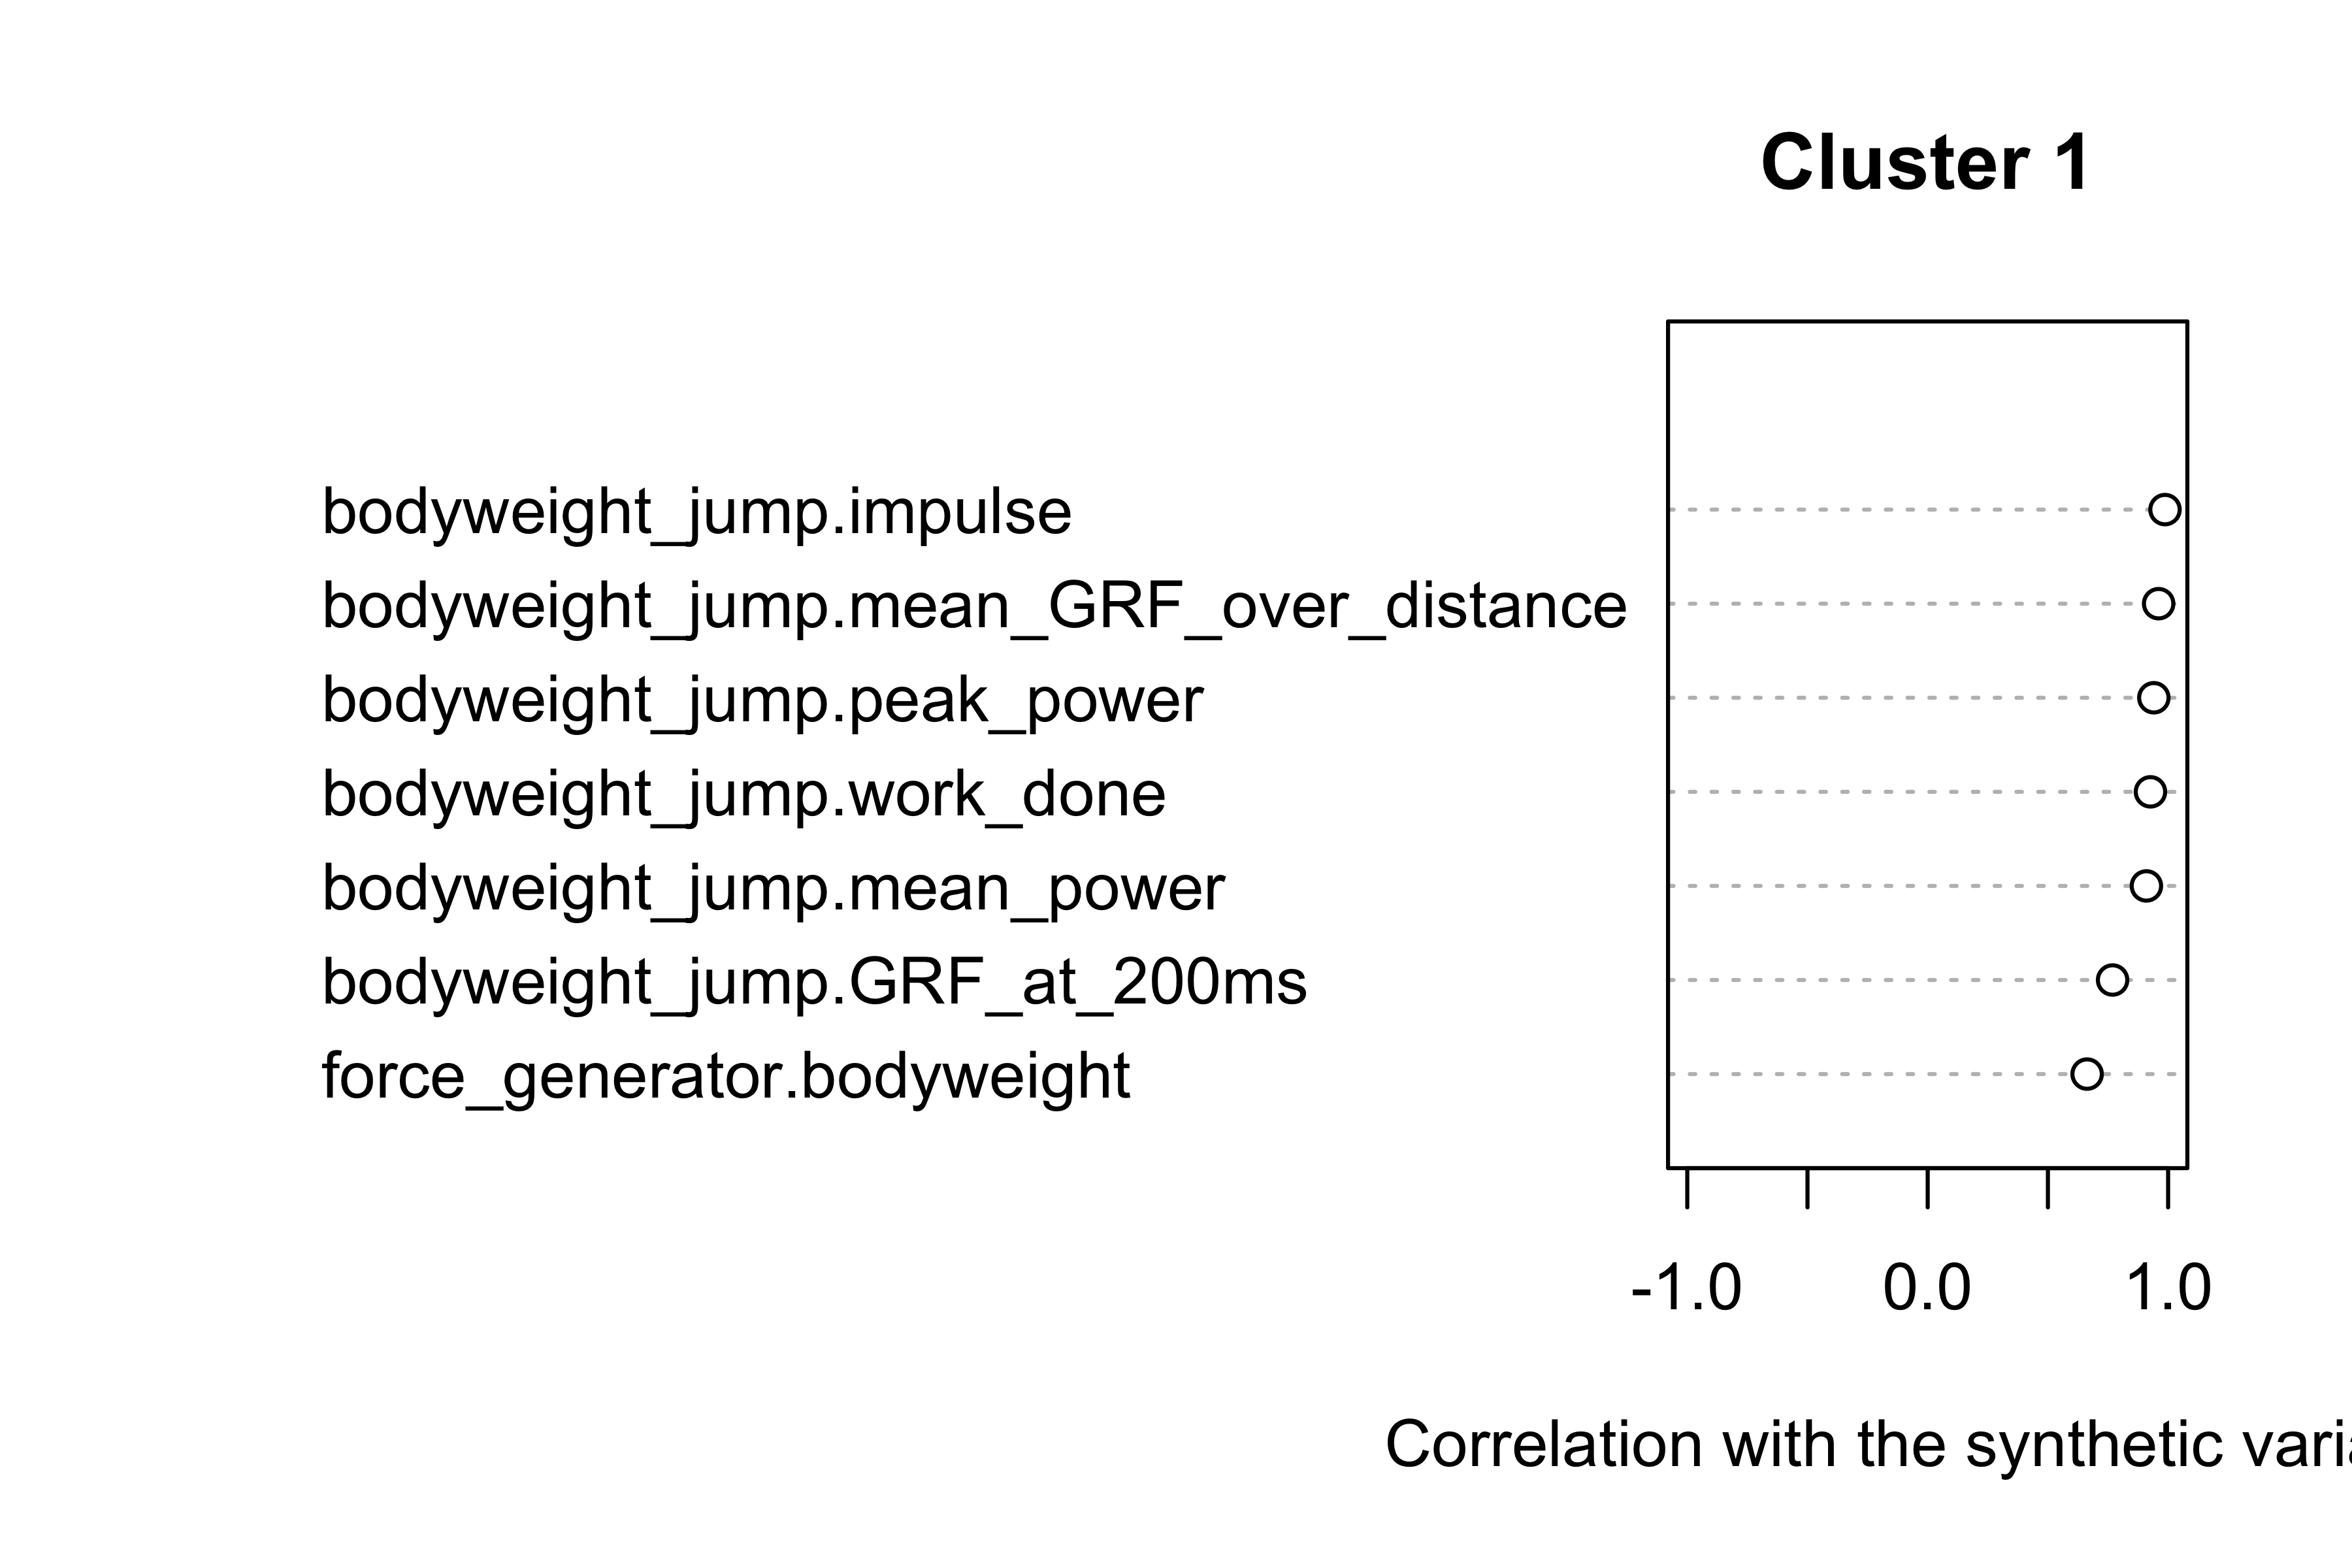 Cluster 1
bodyweight_jump.impulse
bodyweight_jump.mean_GRF_over_distance
bodyweight_jump.peak_power
bodyweight_jump.work_done
bodyweight_jump.mean_power
bodyweight_jump.GRF_at_200ms
force_generator.bodyweight
-1.0 0.0 1.0
Correlation with the synthetic